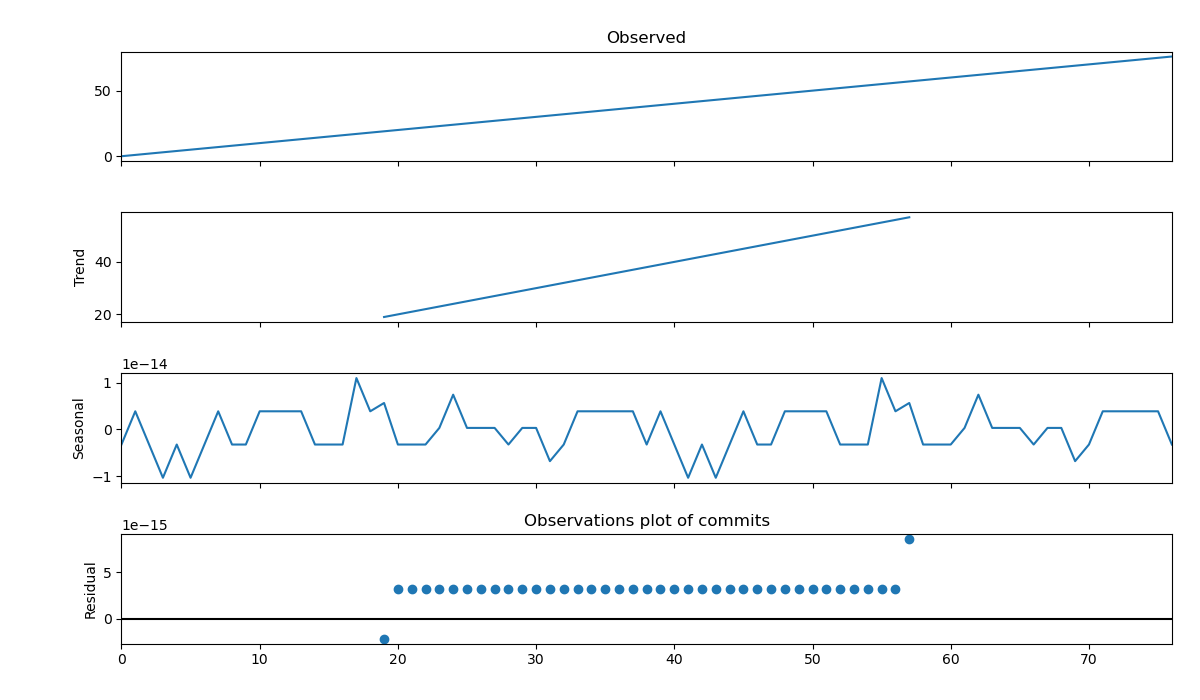 Observed
50
0
Trend
40
20
1e−14
Seasonal
1
0
−1
Observations plot of commits
1e−15
Residual
5
0
0 10 20 30 40 50 60 70